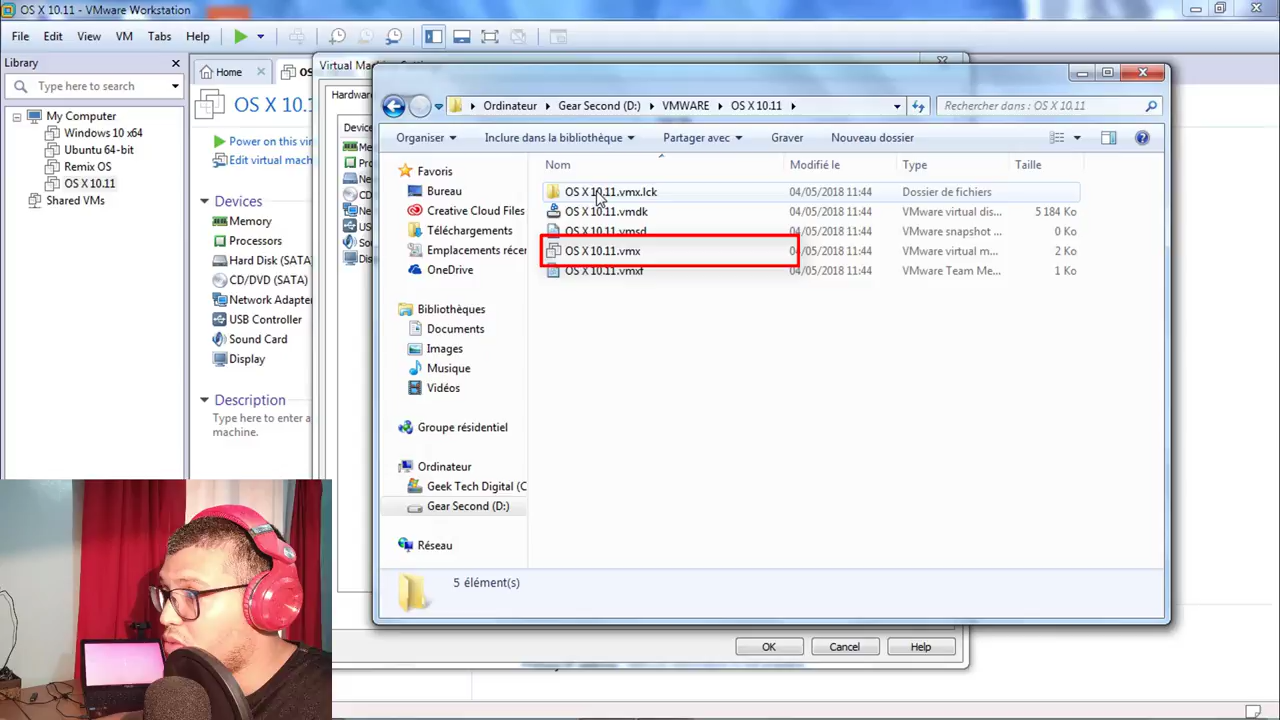 OS X 10.11 - VMware Workstation
File Edit View VM Tabs Help
Library
Type here to search
My Computer
Windows 10 x64
Ubuntu 64-bit
Remix OS
OS X 10.11
Shared VMs
Home
OS X 10.1
Power on this vir
Edit virtual mach
Devices
Memory
Processors
Hard Disk (SATA)
CD/DVD (SATA)
Network Adapter
USB Controller
Sound Card
Display
Description
Type here to enter a
machine.
Hardware
Ordinateur Gear Second (D:) VMWARE OS X 10.11
Rechercher dans : OS X 10.11
Organiser Inclure dans la bibliothèque Partager avec Graver Nouveau dossier
Favoris
Bureau
Creative Cloud Files
Téléchargements
Emplacements récer
OneDrive
Bibliothèques
Documents
Images
Musique
Vidéos
Groupe résidentiel
Ordinateur
Geek Tech Digital (C
Gear Second (D:)
Réseau
Nom Modifié le Type Taille
OS X 10.11.vmx.lck 04/05/2018 11:44 Dossier de fichiers
OS X 10.11.vmdk 04/05/2018 11:44 VMware virtual dis... 5 184 Ko
OS X 10.11.vmsd 04/05/2018 11:44 VMware snapshot ... 0 Ko
OS X 10.11.vmx 04/05/2018 11:44 VMware virtual m... 2 Ko
OS X 10.11.vmxf 04/05/2018 11:44 VMware Team Me... 1 Ko
5 élément(s)
OK Cancel Help